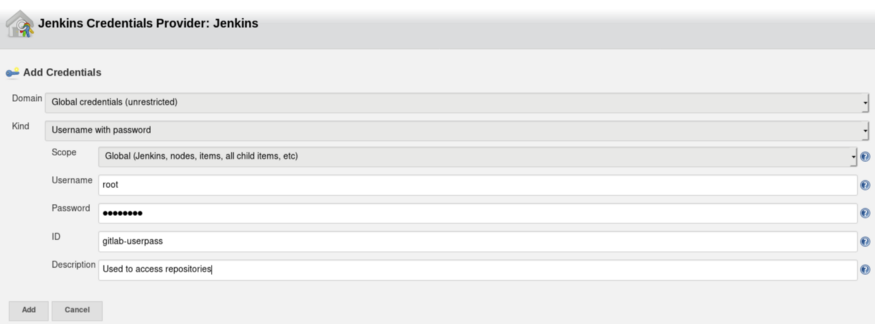 Jenkins Credentials Provider: Jenkins
Add Credentials
Domain Global credentials (unrestricted)
Kind Username with password
Scope Global (Jenkins, nodes, items, all child items, etc)
Username root
Password ●●●●●●●●
ID gitlab-userpass
Description Used to access repositories
Add Cancel